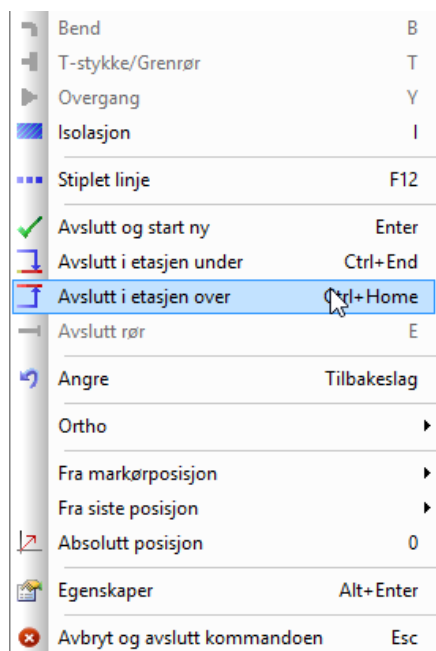 Bend B
T-stykke/Grenrør T
Overgang Y
Isolasjon I
Stiplet linje F12
Avslutt og start ny Enter
Avslutt i etasjen under Ctrl+End
Avslutt i etasjen over Ctrl+Home
Avslutt rør E
Angre Tilbakeslag
Ortho
Fra markørposisjon
Fra siste posisjon
Absolutt posisjon 0
Egenskaper Alt+Enter
Avbryt og avslutt kommandoen Esc